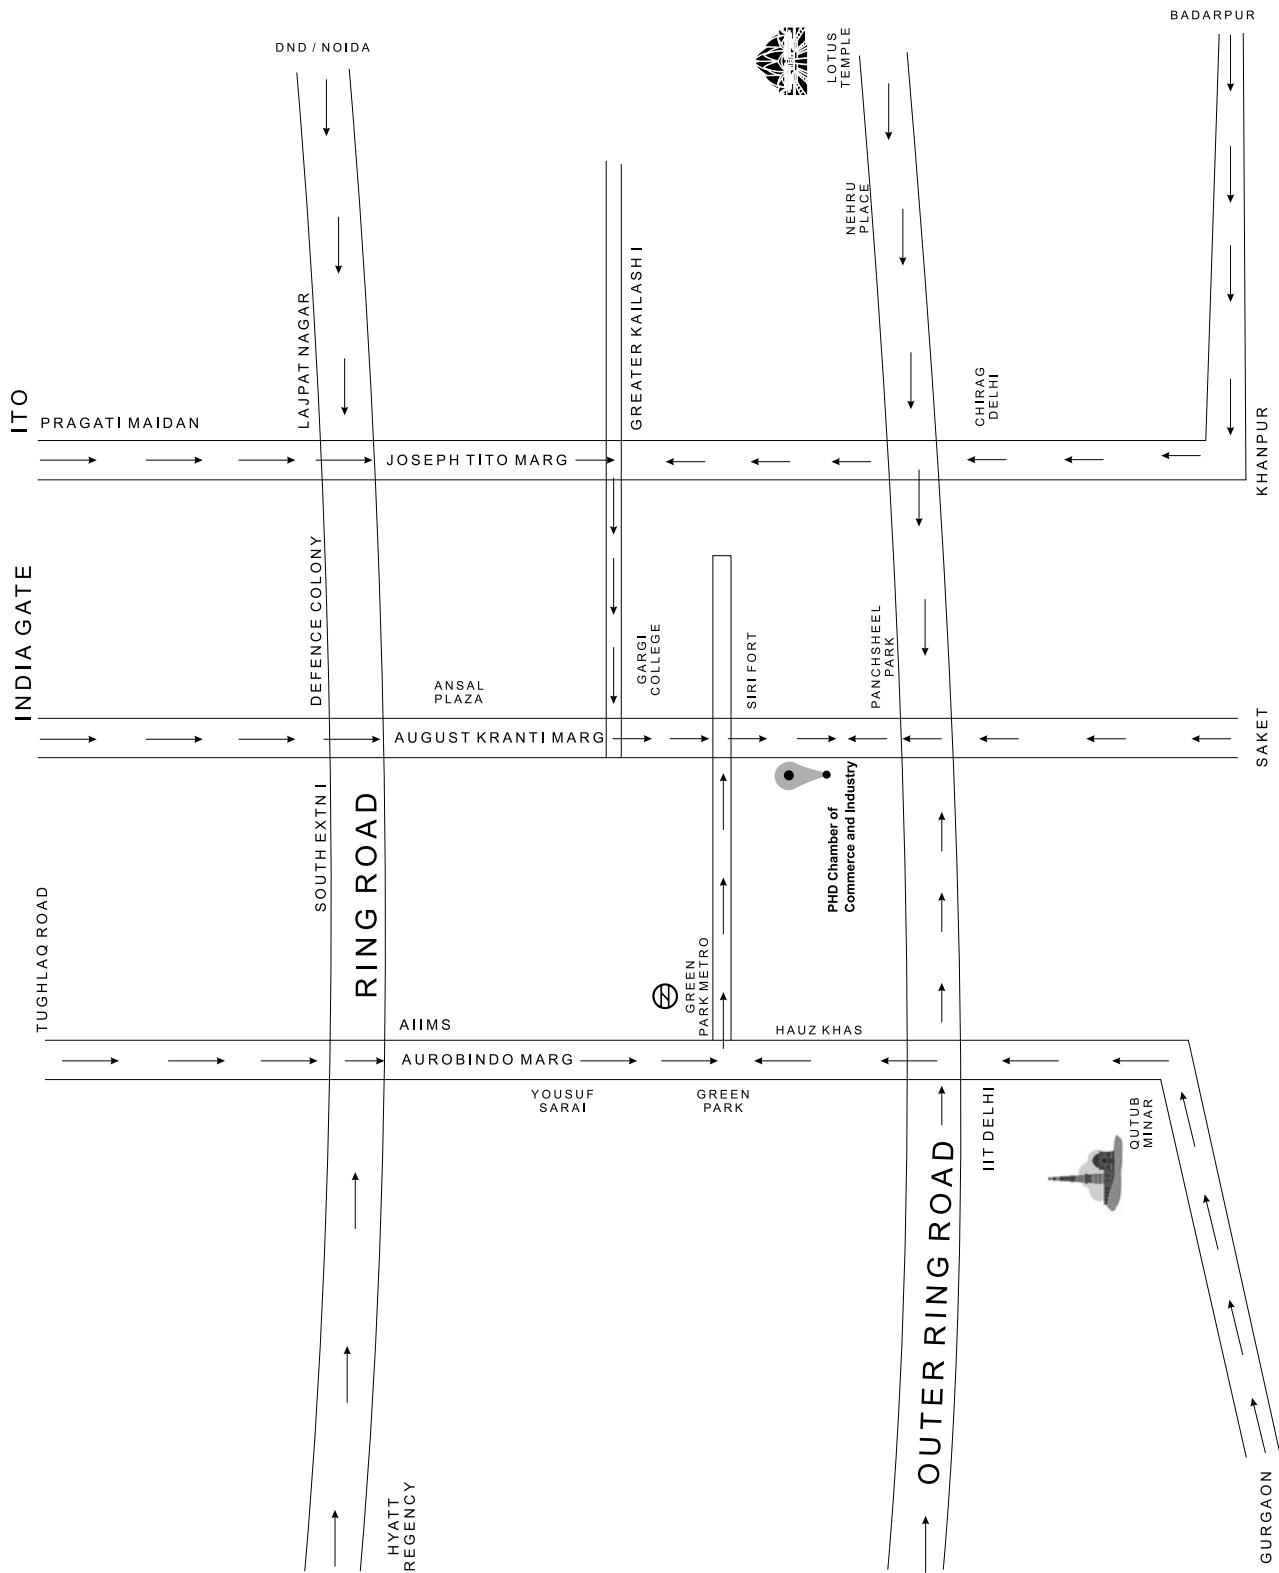 BADARPUR
DND / NOIDA
LOTUS
TEMPLE
NEHRU
PLACE
LAJPAT NAGAR
GREATER KAILASH I
CHIRAG
DELHI
ITO
PRAGATI MAIDAN
JOSEPH TITO MARG
KHANPUR
INDIA GATE
DEFENCE COLONY
ANSAL
PLAZA
GARGI
COLLEGE
SIRI FORT
PANCHSHEEL
PARK
AUGUST KRANTI MARG
SAKET
SOUTH EXTN I
RING ROAD
PHD Chamber of
Commerce and Industry
TUGHLAQ ROAD
AIIMS
GREEN
PARK METRO
HAUZ KHAS
AUROBINDO MARG
YOUSUF
SARAI
GREEN
PARK
IIT DELHI
QUTUB
MINAR
OUTER RING ROAD
HYATT
REGENCY
GURGAON